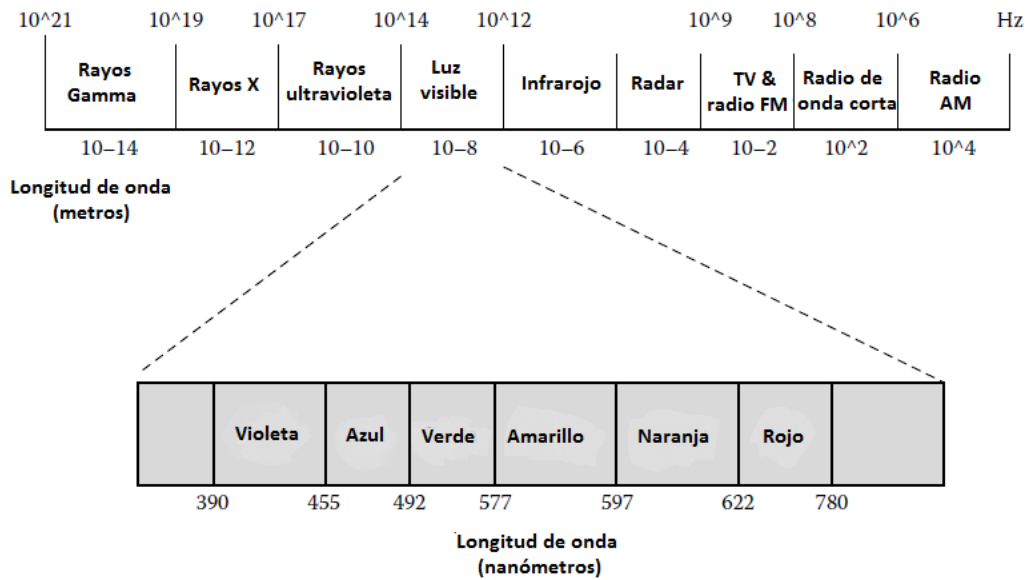 10^21 10^19 10^17 10^14 10^12 10^9 10^8 10^6 Hz
Rayos Gamma
Rayos X
Rayos ultravioleta
Luz visible
Infrarojo
Radar
TV & radio FM
Radio de onda corta
Radio AM
10–14 10–12 10–10 10–8 10–6 10–4 10–2 10^2 10^4
Longitud de onda
(metros)
Violeta Azul Verde Amarillo Naranja Rojo
390 455 492 577 597 622 780
Longitud de onda
(nanómetros)